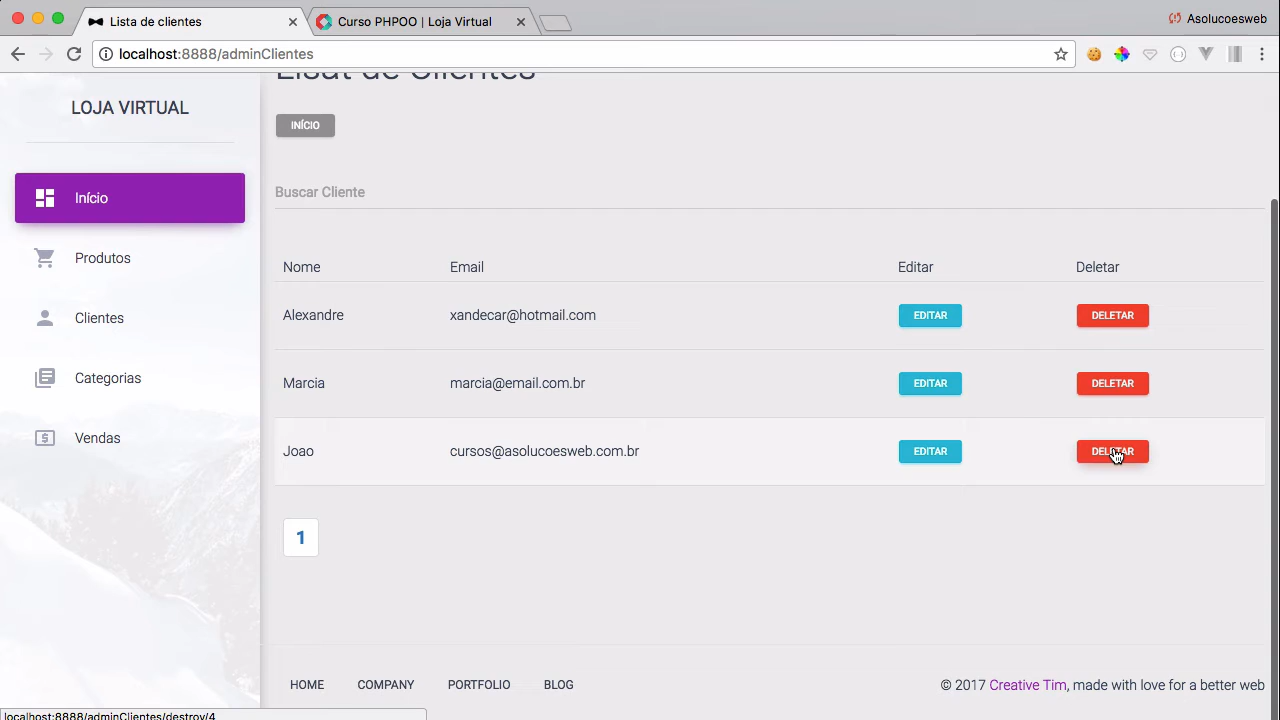 Lista de clientes
Curso PHPOO | Loja Virtual
Asolucoesweb
localhost:8888/adminClientes
LOJA VIRTUAL
Início
Produtos
Clientes
Categorias
Vendas
Lisat de Clientes
INÍCIO
Buscar Cliente
Nome Email Editar Deletar
Alexandre xandecar@hotmail.com EDITAR DELETAR
Marcia marcia@email.com.br EDITAR DELETAR
Joao cursos@asolucoesweb.com.br EDITAR DELETAR
1
HOME COMPANY PORTFOLIO BLOG
© 2017 Creative Tim, made with love for a better web
localhost:8888/adminClientes/destroy/4